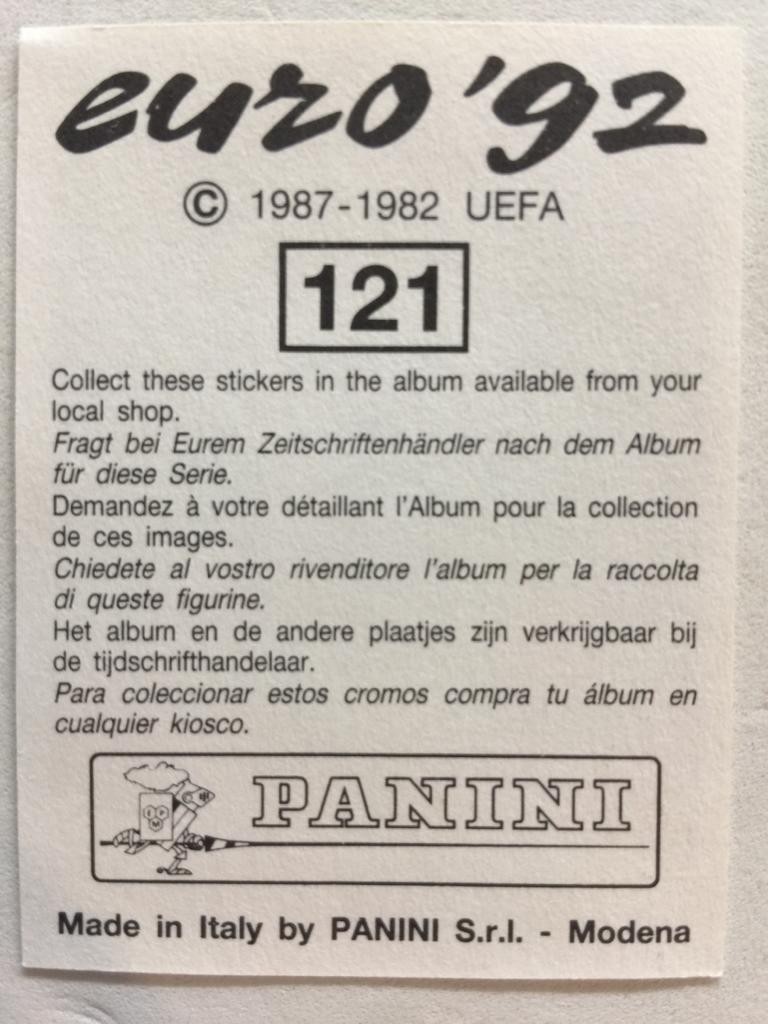 euro '92
© 1987-1982 UEFA
121
Collect these stickers in the album available from your
local shop.
Fragt bei Eurem Zeitschriftenhändler nach dem Album
für diese Serie.
Demandez à votre détaillant l'Album pour la collection
de ces images.
Chiedete al vostro rivenditore l'album per la raccolta
di queste figurine.
Het album en de andere plaatjes zijn verkrijgbaar bij
de tijdschrifthandelaar.
Para coleccionar estos cromos compra tu álbum en
cualquier kiosco.
PANINI
Made in Italy by PANINI S.r.l. - Modena